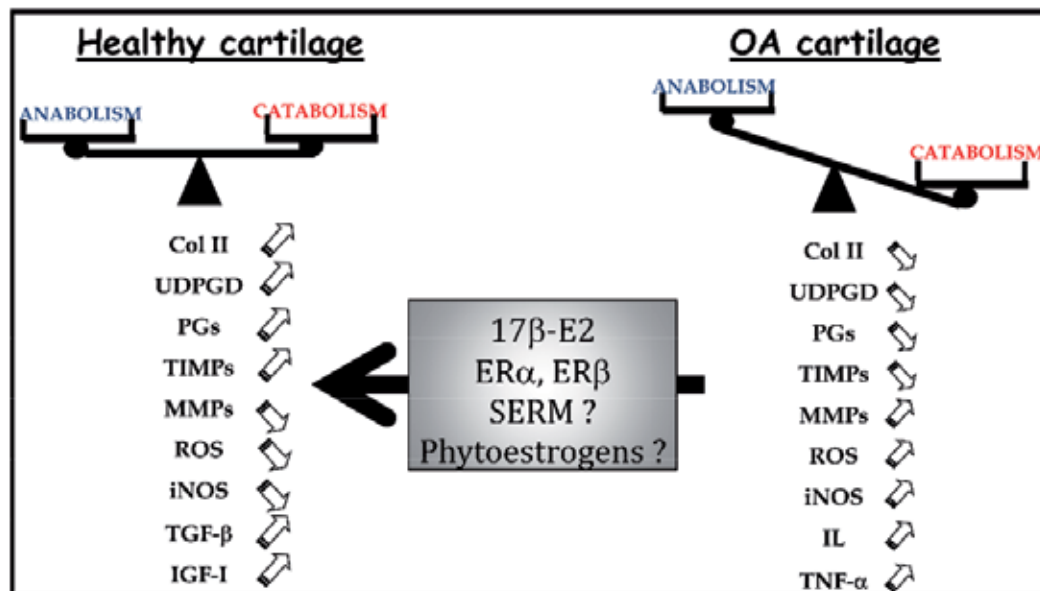 Healthy cartilage
ANABOLISM
CATABOLISM
Col II
UDPGD
PGs
TIMPs
MMPs
ROS
iNOS
TGF-β
IGF-I
17β-E2
ERα, ERβ
SERM ?
Phytoestrogens ?
OA cartilage
ANABOLISM
CATABOLISM
Col II
UDPGD
PGs
TIMPs
MMPs
ROS
iNOS
IL
TNF-α